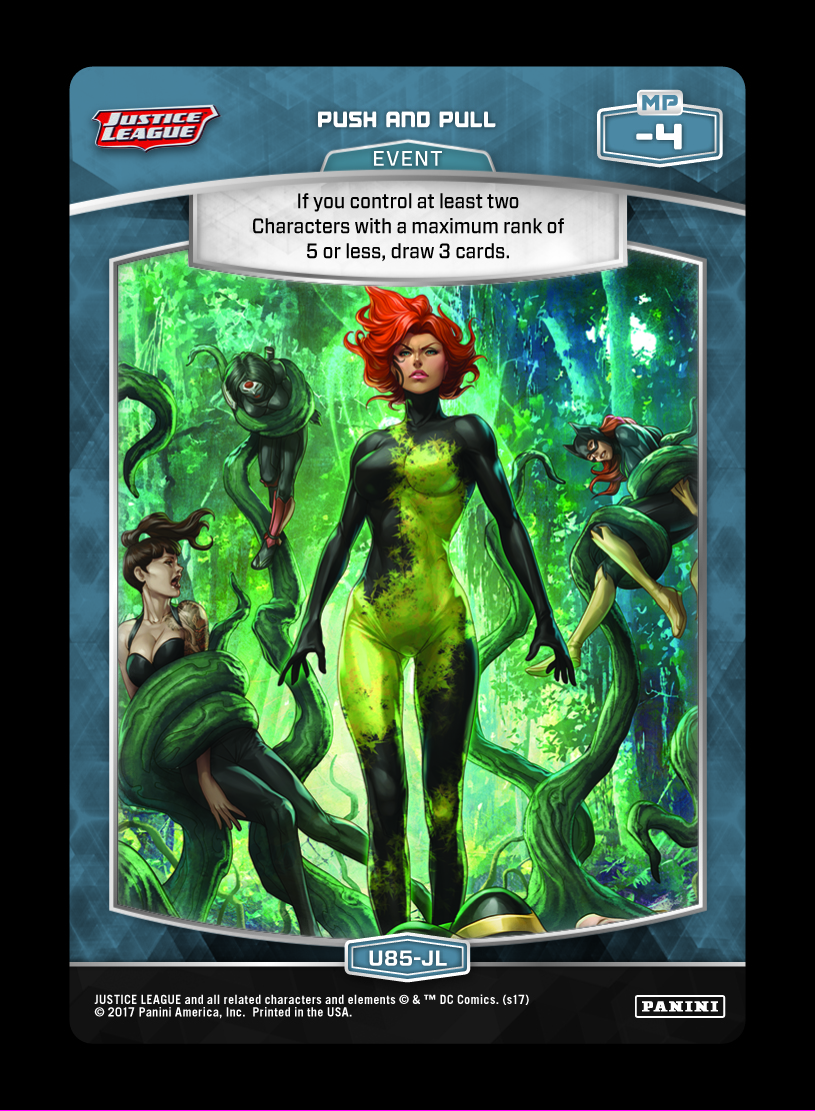 JUSTICE
LEAGUE
PUSH AND PULL
MP
-4
EVENT
If you control at least two
Characters with a maximum rank of
5 or less, draw 3 cards.
U85-JL
JUSTICE LEAGUE and all related characters and elements © & ™ DC Comics. (s17)
© 2017 Panini America, Inc. Printed in the USA.
PANINI